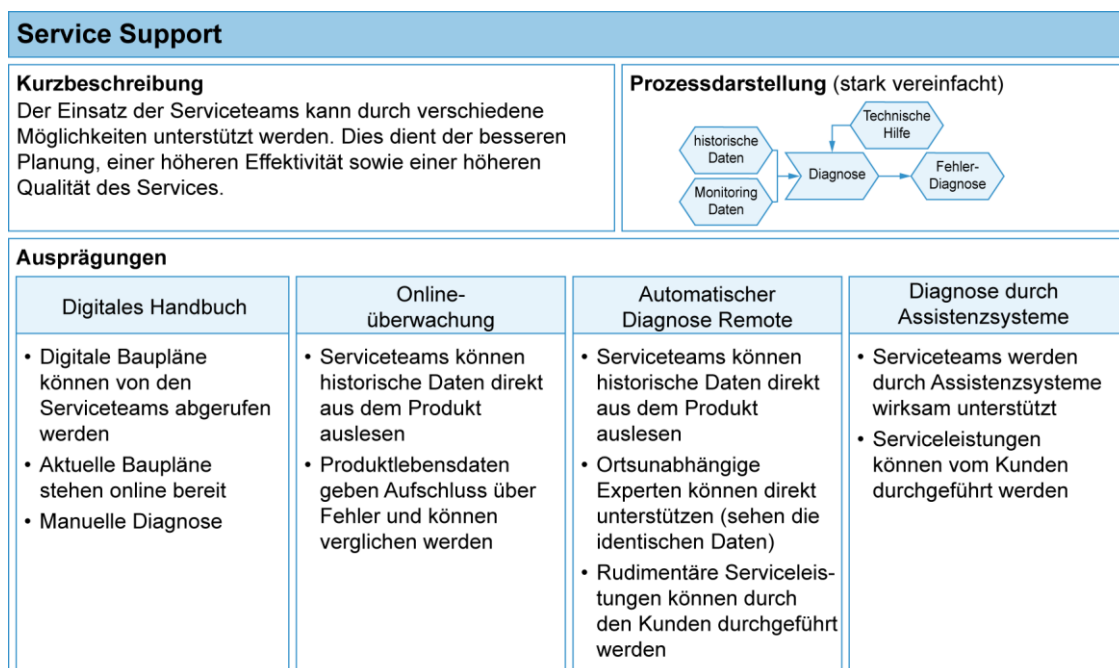 Service Support
Kurzbeschreibung
Der Einsatz der Serviceteams kann durch verschiedene
Möglichkeiten unterstützt werden. Dies dient der besseren
Planung, einer höheren Effektivität sowie einer höheren
Qualität des Services.
Prozessdarstellung (stark vereinfacht)
historische
Daten
Monitoring
Daten
Diagnose
Technische
Hilfe
Fehler-
Diagnose
Ausprägungen
Digitales Handbuch
• Digitale Baupläne
können von den
Serviceteams abgerufen
werden
• Aktuelle Baupläne
stehen online bereit
• Manuelle Diagnose
Online-
überwachung
• Serviceteams können
historische Daten direkt
aus dem Produkt
auslesen
• Produktlebensdaten
geben Aufschluss über
Fehler und können
verglichen werden
Automatischer
Diagnose Remote
• Serviceteams können
historische Daten direkt
aus dem Produkt
auslesen
• Ortsunabhängige
Experten können direkt
unterstützen (sehen die
identischen Daten)
• Rudimentäre Serviceleis-
tungen können durch
den Kunden durchgeführt
werden
Diagnose durch
Assistenzsysteme
• Serviceteams werden
durch Assistenzsysteme
wirksam unterstützt
• Serviceleistungen
können vom Kunden
durchgeführt werden